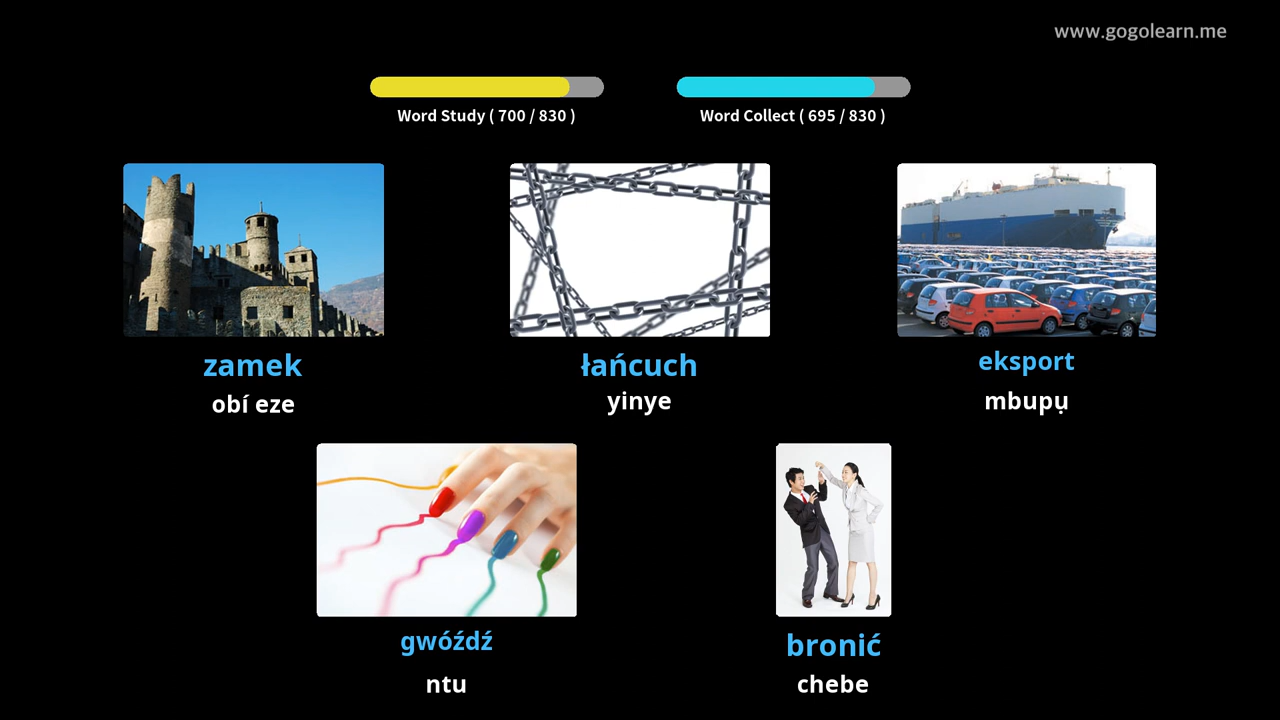 www.gogolearn.me
Word Study ( 700 / 830 )
Word Collect ( 695 / 830 )
zamek
obí eze
łańcuch
yinye
eksport
mbupụ
gwóźdź
ntu
bronić
chebe